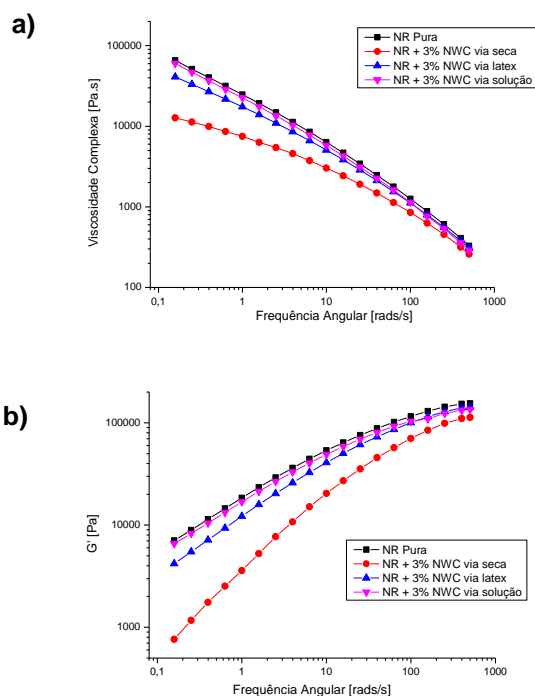 a)
NR Pura
NR + 3% NWC via seca
NR + 3% NWC via latex
NR + 3% NWC via solução
Viscosidade Complexa [Pa.s]
100000
10000
1000
100
0,1
1
10
100
1000
Frequência Angular [rads/s]
b)
G' [Pa]
100000
10000
1000
NR Pura
NR + 3% NWC via seca
NR + 3% NWC via latex
NR + 3% NWC via solução
0,1
1
10
100
1000
Frequência Angular [rads/s]